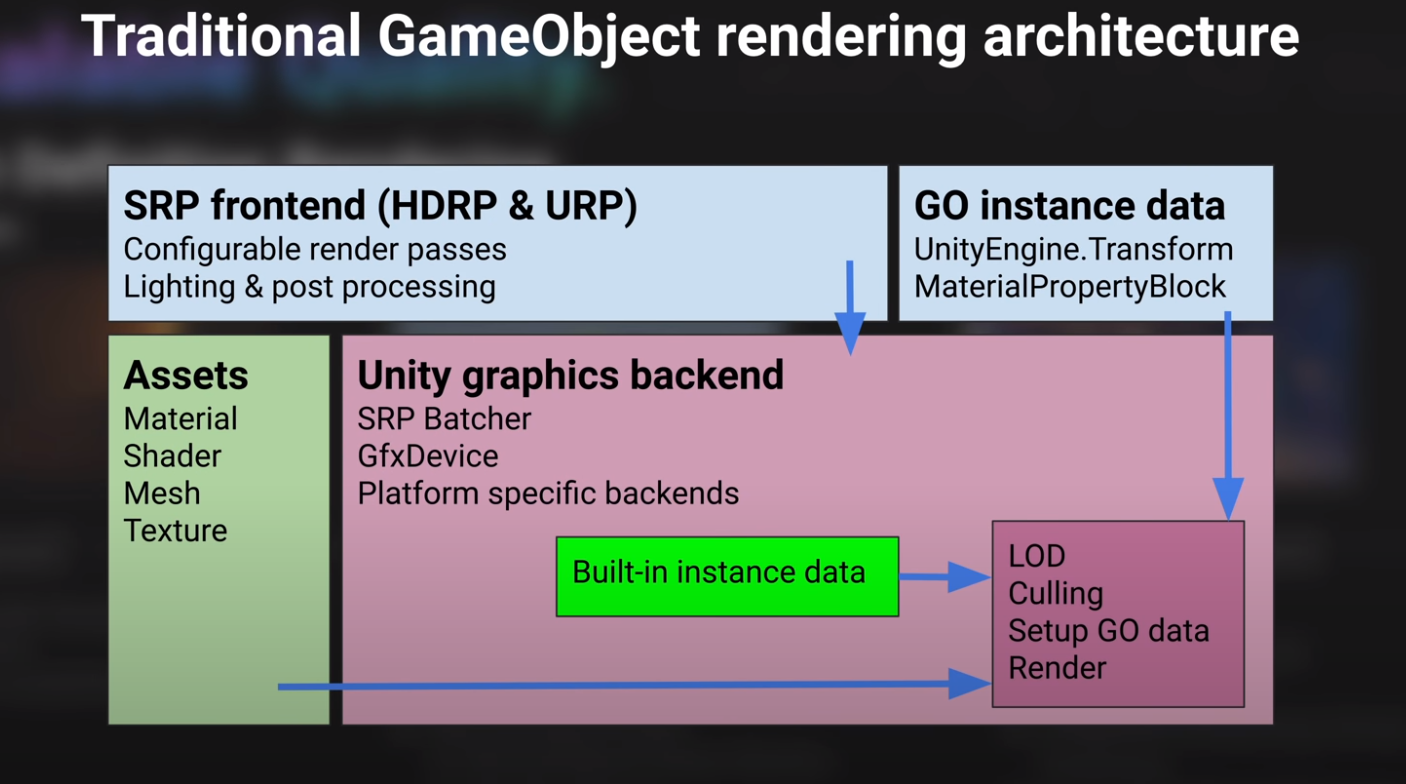 Traditional GameObject rendering architecture
SRP frontend (HDRP & URP)
Configurable render passes
Lighting & post processing
GO instance data
UnityEngine.Transform
MaterialPropertyBlock
Assets
Material
Shader
Mesh
Texture
Unity graphics backend
SRP Batcher
GfxDevice
Platform specific backends
Built-in instance data
LOD
Culling
Setup GO data
Render